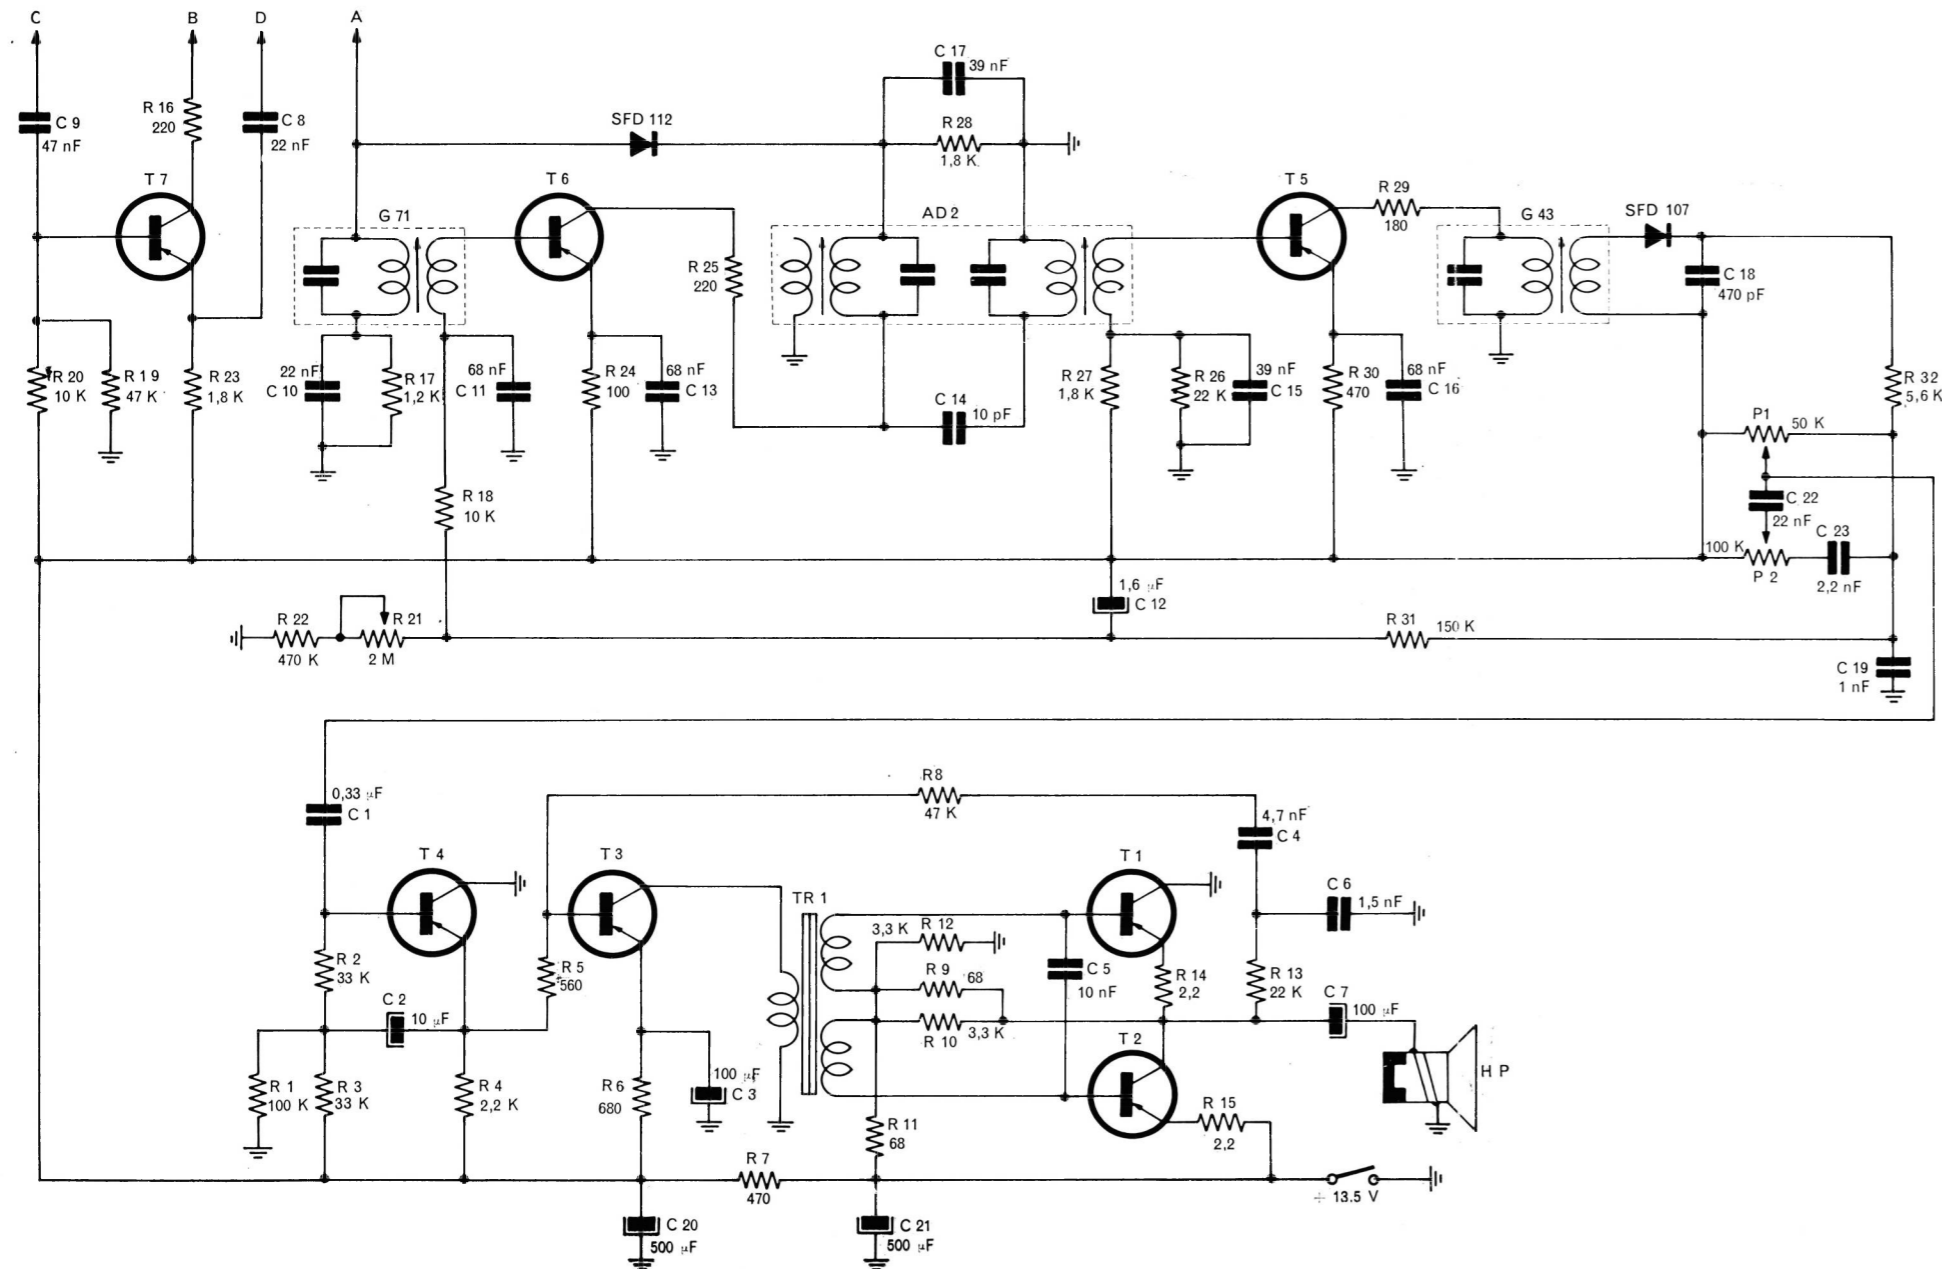 C B D A
C 9
47 nF
R 16
220
C 8
22 nF
T 7
R 20
10 K
R 19
47 K
R 23
1,8 K
SFD 112
G 71
22 nF
C 10
R 17
1,2 K
68 nF
C 11
R 18
10 K
T 6
R 24
100
68 nF
C 13
R 25
220
C 17
39 nF
R 28
1,8 K
AD 2
C 14
10 pF
R 27
1,8 K
R 26
22 K
39 nF
C 15
T 5
R 29
180
R 30
470
68 nF
C 16
G 43
SFD 107
C 18
470 pF
R 32
5,6 K
P1
50 K
C 22
22 nF
100 K
P 2
C 23
2,2 nF
R 22
470 K
R 21
2 M
1,6 µF
C 12
R 31
150 K
C 19
1 nF
0,33 µF
C 1
T 4
R 2
33 K
C 2
10 µF
R 1
100 K
R 3
33 K
R 4
2,2 K
R8
47 K
T 3
R 5
560
R 6
680
100 µF
C 3
TR 1
3,3 K
R 12
R 9
68
R 10
3,3 K
R 11
68
C 5
10 nF
T 1
R 14
2,2
T 2
R 15
2,2
4,7 nF
C 4
C 6
1,5 nF
R 13
22 K
C 7
100 µF
H P
R 7
470
+ 13.5 V
C 20
500 µF
C 21
500 µF